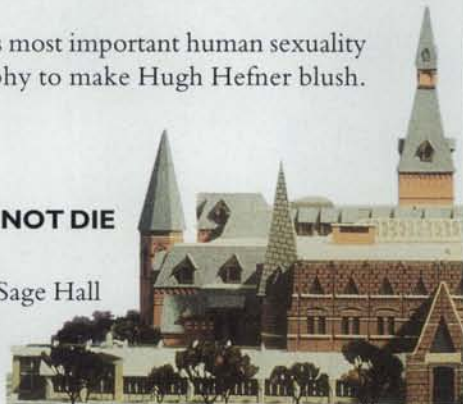 s most important human sexuality
phy to make Hugh Hefner blush.
NOT DIE
Sage Hall